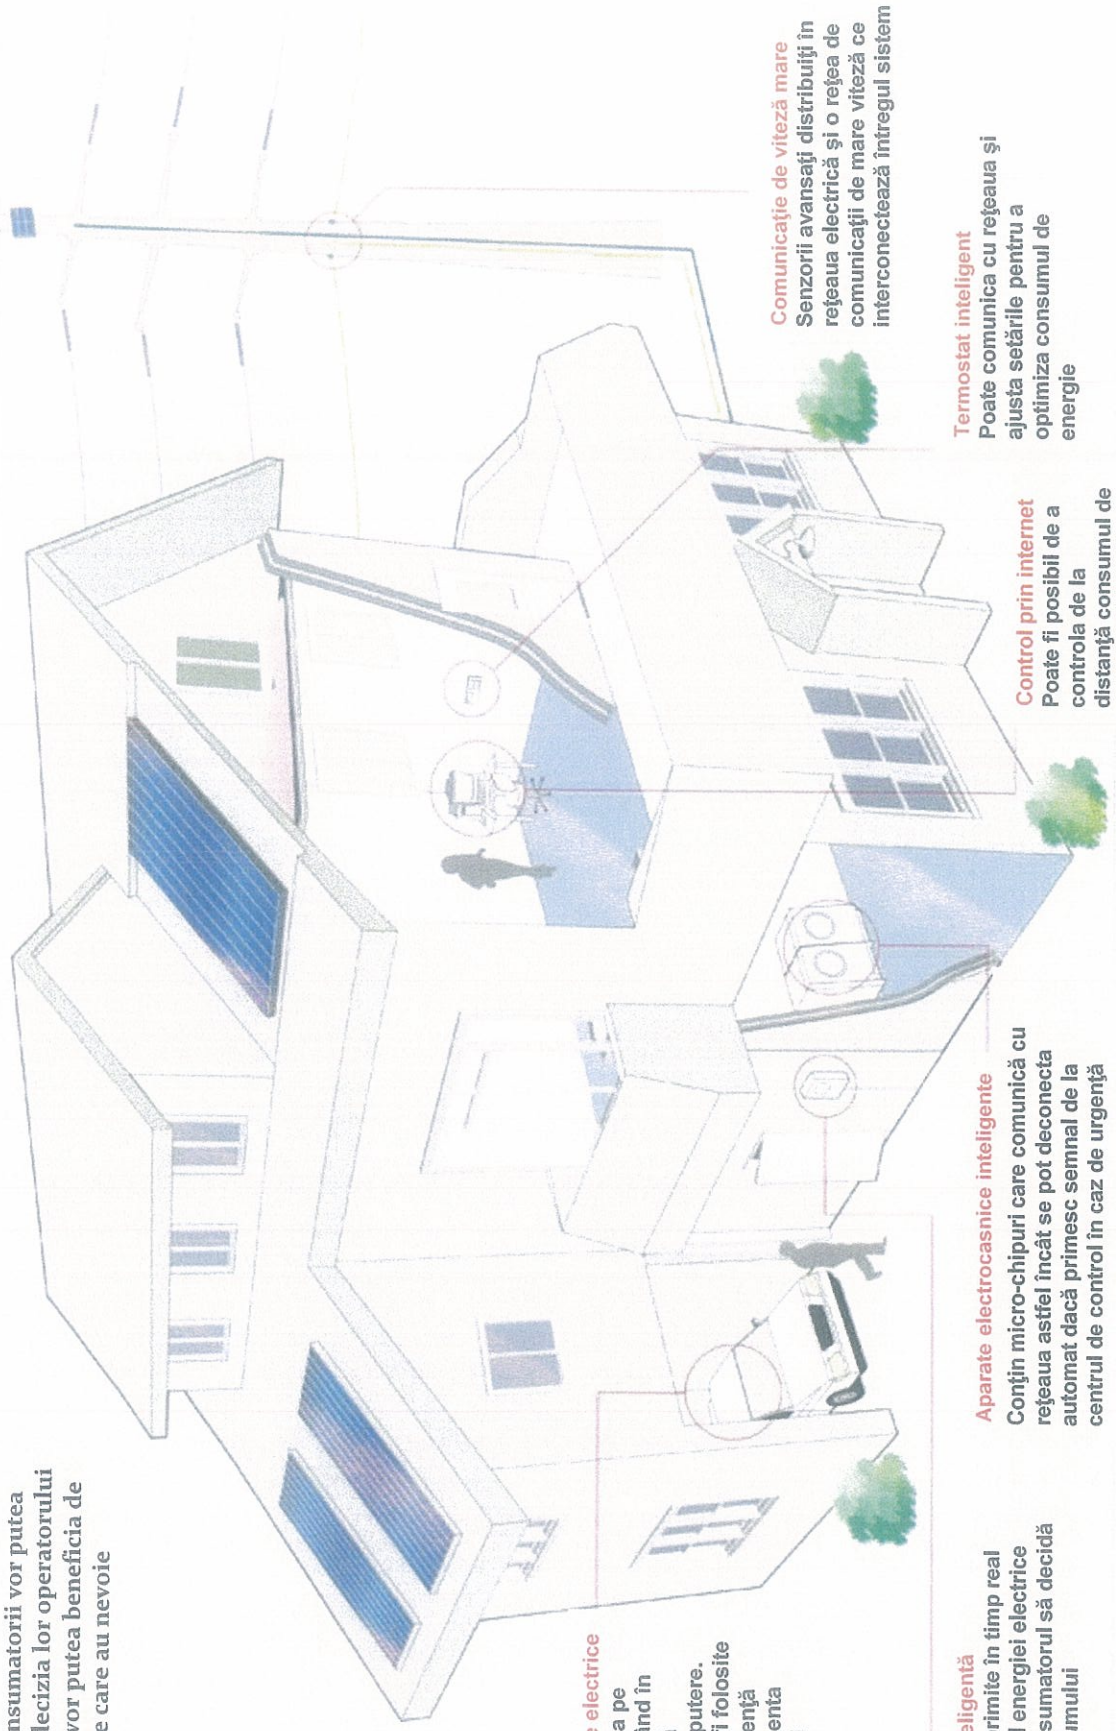 nsumatorii vor putea
lecizia lor operatorului
vor putea beneficia de
e care au nevoie
e electrice
a pe
ând în
putere.
fi folosite
ență
enta
eligentă
rimite în timp real
l energiei electrice
sumatorul să decidă
umului
Aparate electrocasnice inteligente
Conţin micro-chipuri care comunică cu
reţeaua astfel încât se pot deconecta
automat dacă primesc semnal de la
centrul de control în caz de urgenţă
Control prin internet
Poate fi posibil de a
controla de la
distanţă consumul de
Termostat inteligent
Poate comunica cu reţeaua şi
ajusta setările pentru a
optimiza consumul de
energie
Comunicaţie de viteză mare
Senzorii avansaţi distribuiţi în
reţeaua electrică şi o reţea de
comunicaţii de mare viteză ce
interconectează întregul sistem